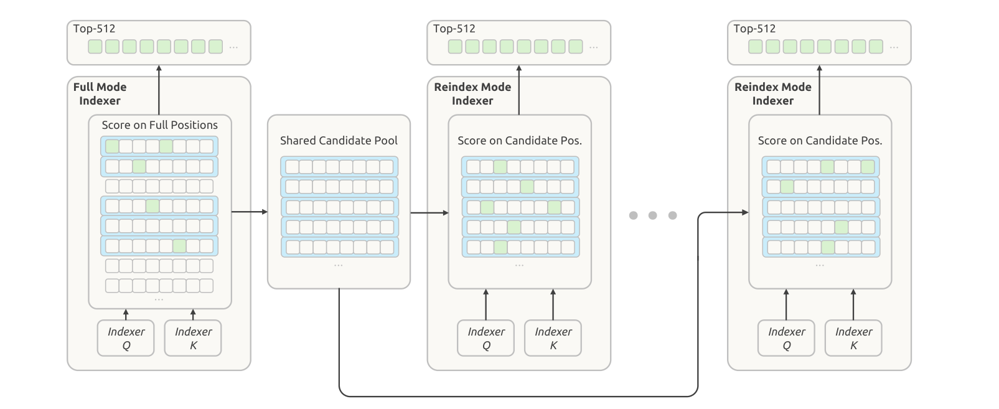 Top-512
...
Full Mode
Indexer
Score on Full Positions
...
Indexer
Q
Indexer
K
Shared Candidate Pool
...
Top-512
...
Reindex Mode
Indexer
Score on Candidate Pos.
...
Indexer
Q
Indexer
K
Top-512
...
Reindex Mode
Indexer
Score on Candidate Pos.
...
Indexer
Q
Indexer
K